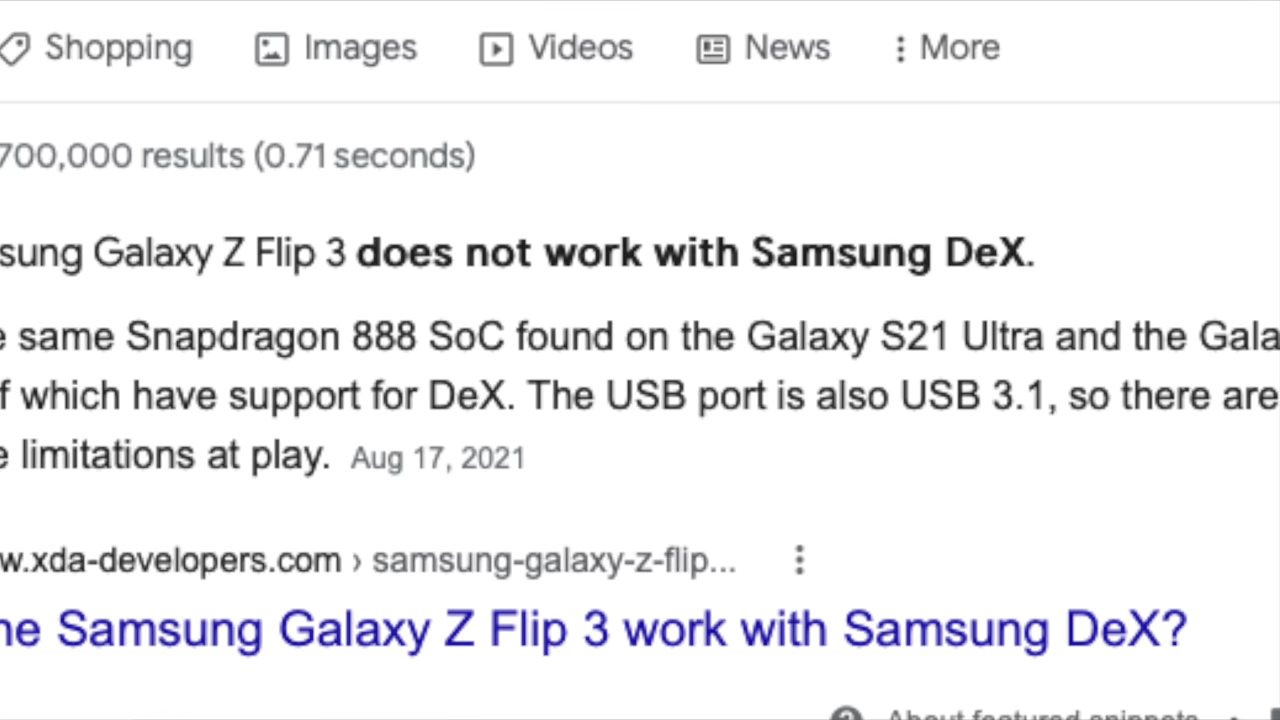 Shopping Images Videos News More
700,000 results (0.71 seconds)
sung Galaxy Z Flip 3 does not work with Samsung DeX.
e same Snapdragon 888 SoC found on the Galaxy S21 Ultra and the Gala
f which have support for DeX. The USB port is also USB 3.1, so there are
e limitations at play. Aug 17, 2021
w.xda-developers.com › samsung-galaxy-z-flip...
he Samsung Galaxy Z Flip 3 work with Samsung DeX?
About featured snippets